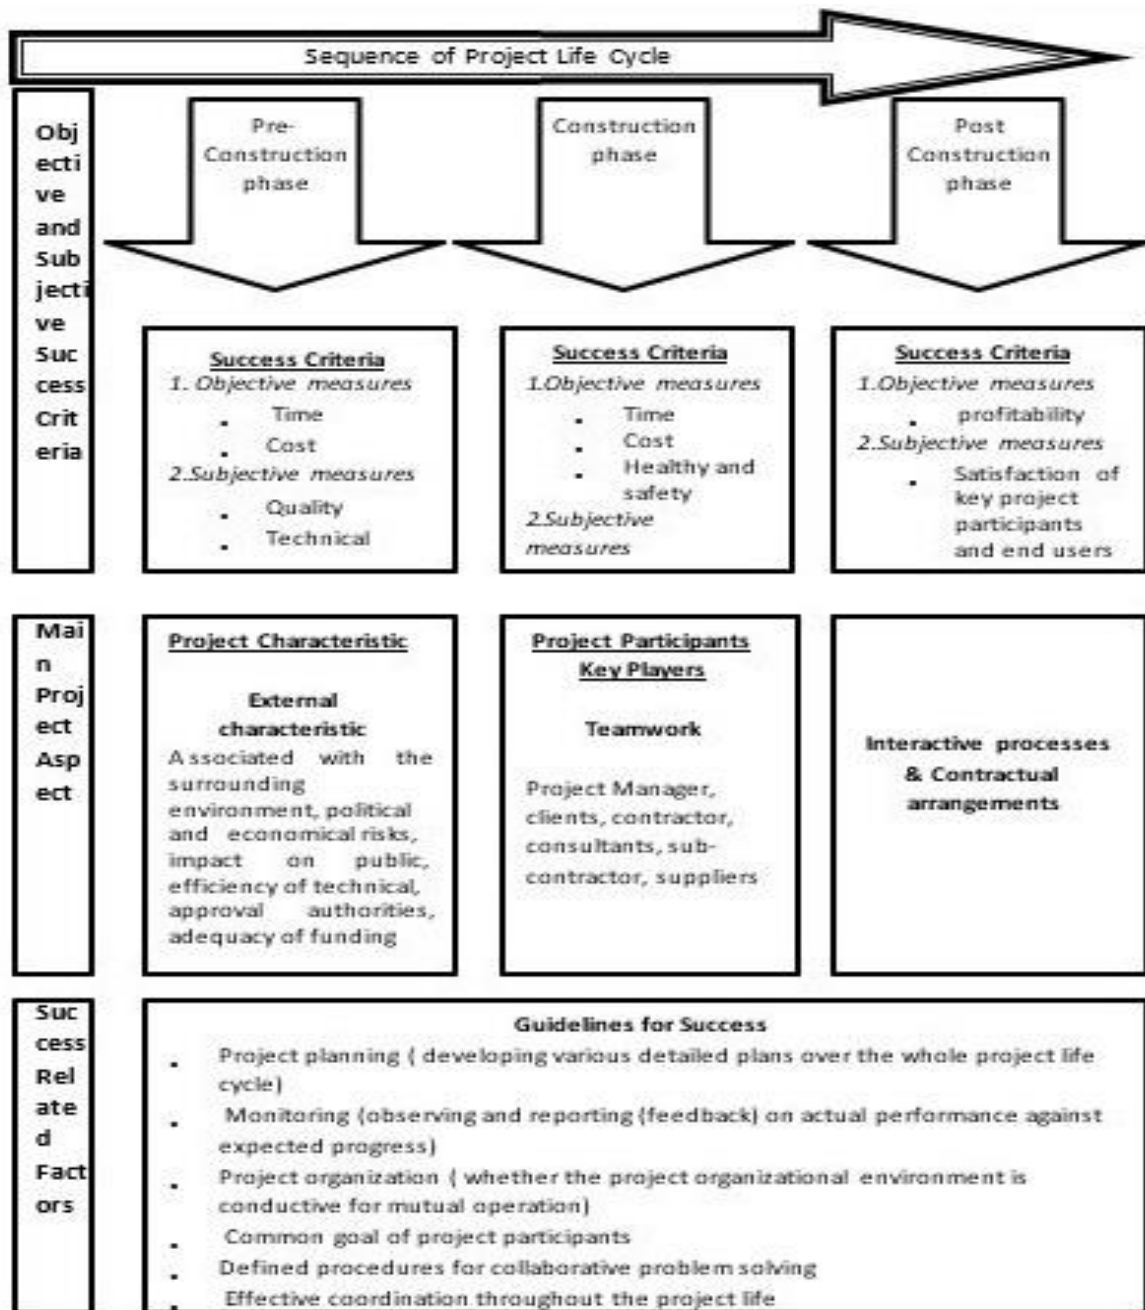 Sequence of Project Life Cycle
Obj
ecti
ve
and
Sub
jecti
ve
Suc
cess
Crit
eria
Pre-
Construction
phase
Construction
phase
Post
Construction
phase
Success Criteria
1. Objective measures
▪ Time
▪ Cost
2.Subjective measures
▪ Quality
▪ Technical
Success Criteria
1.Objective measures
▪ Time
▪ Cost
▪ Healthy and
safety
2.Subjective
measures
Success Criteria
1.Objective measures
▪ profitability
2.Subjective measures
▪ Satisfaction of
key project
participants
and end users
Mai
n
Proj
ect
Asp
ect
Project Characteristic
External
characteristic
Associated with the
surrounding
environment, political
and economical risks,
impact on public,
efficiency of technical,
approval authorities,
adequacy of funding
Project Participants
Key Players
Teamwork
Project Manager,
clients, contractor,
consultants, sub-
contractor, suppliers
Interactive processes
& Contractual
arrangements
Suc
cess
Rel
ate
d
Fact
ors
Guidelines for Success
▪ Project planning ( developing various detailed plans over the whole project life
cycle)
▪ Monitoring (observing and reporting (feedback) on actual performance against
expected progress)
▪ Project organization ( whether the project organizational environment is
conductive for mutual operation)
▪ Common goal of project participants
▪ Defined procedures for collaborative problem solving
▪ Effective coordination throughout the project life